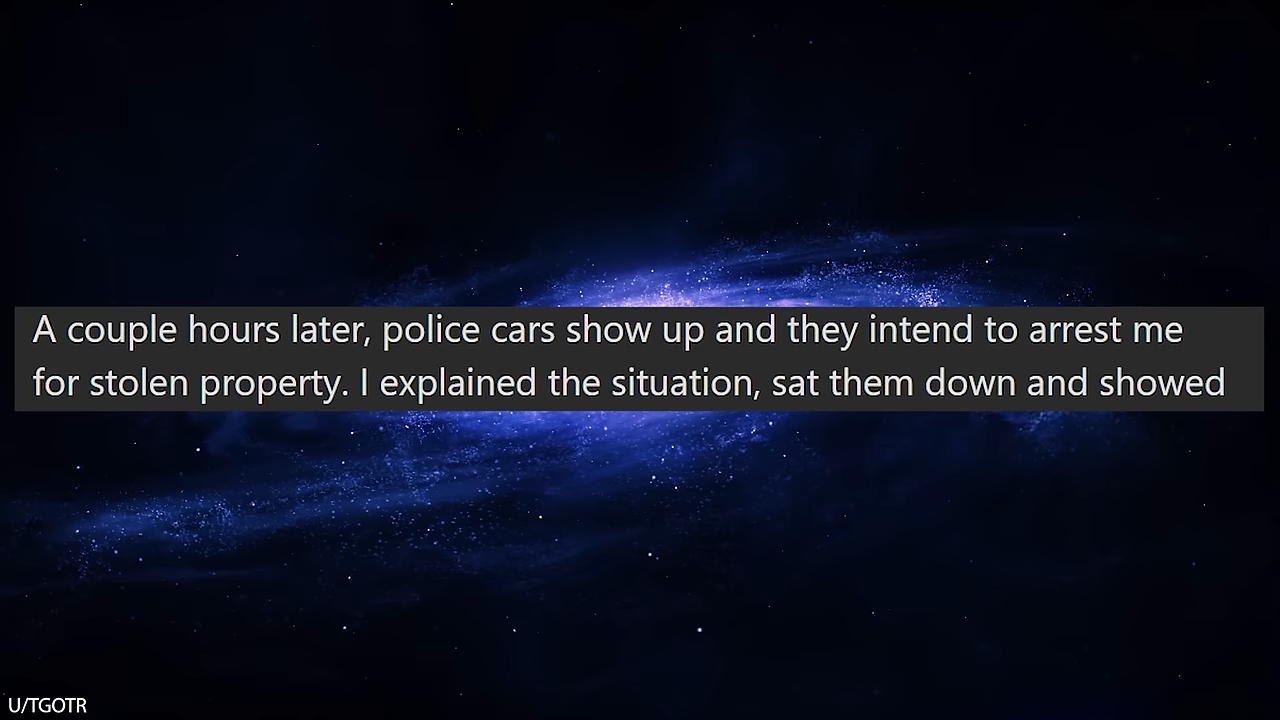 A couple hours later, police cars show up and they intend to arrest me
for stolen property. I explained the situation, sat them down and showed
U/TGOTR